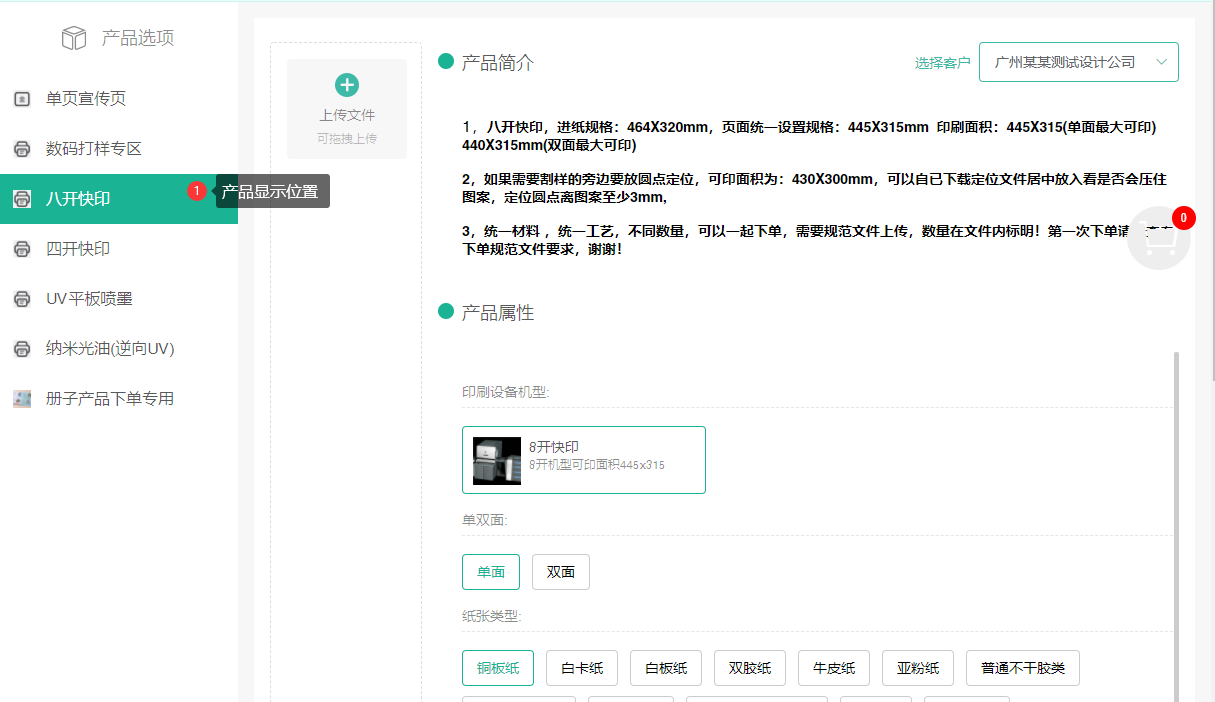 产品选项
单页宣传页
数码打样专区
八开快印
1
产品显示位置
四开快印
UV平板喷墨
纳米光油(逆向UV)
册子产品下单专用
上传文件
可拖拽上传
产品简介
选择客户
广州某某测试设计公司
1，八开快印，进纸规格：464X320mm，页面统一设置规格：445X315mm 印刷面积：445X315(单面最大可印)
440X315mm(双面最大可印)
2，如果需要割样的旁边要放圆点定位，可印面积为：430X300mm，可以自已下载定位文件居中放入看是否会压住
图案，定位圆点离图案至少3mm,
3，统一材料 ，统一工艺，不同数量，可以一起下单，需要规范文件上传，数量在文件内标明！第一次下单请
下单规范文件要求，谢谢！
0
产品属性
印刷设备机型:
8开快印
8开机型可印面积445x315
单双面:
单面
双面
纸张类型:
铜板纸
白卡纸
白板纸
双胶纸
牛皮纸
亚粉纸
普通不干胶类